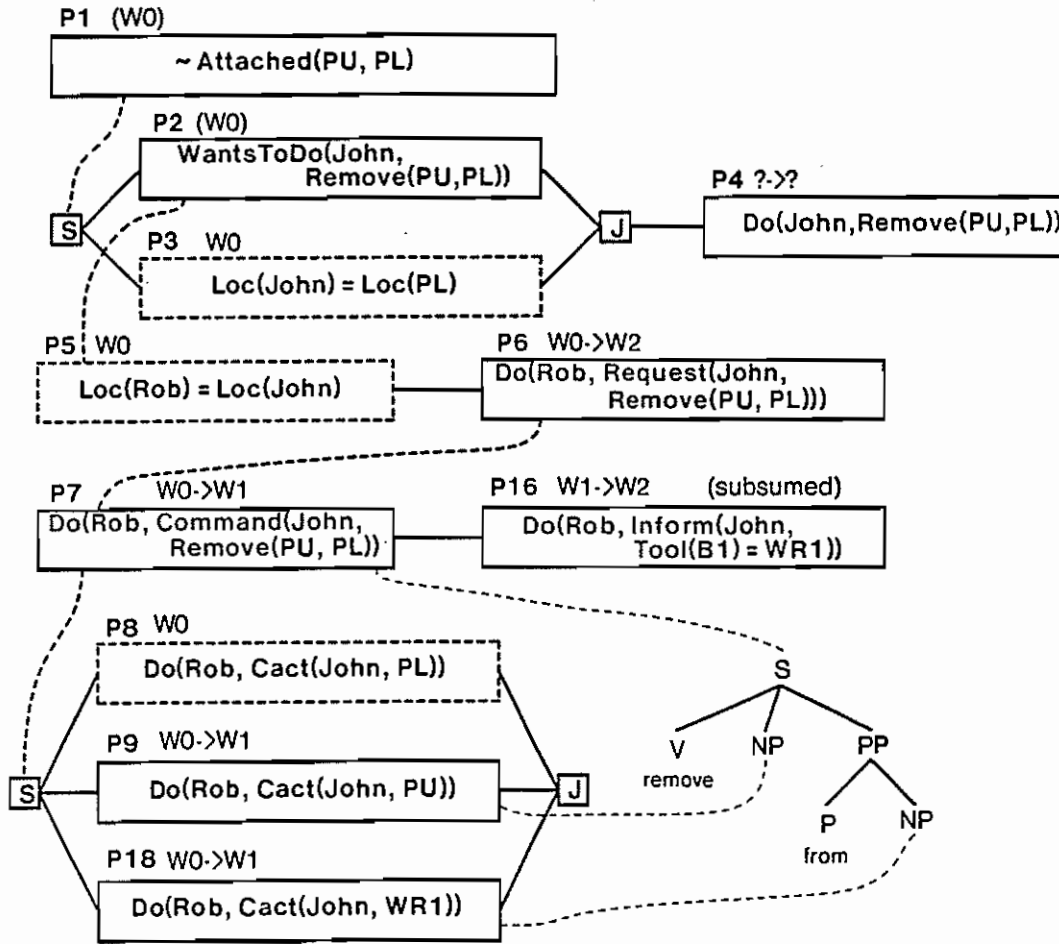 P1 (W0)
~ Attached(PU, PL)
P2 (W0)
WantsToDo(John,
Remove(PU,PL))
P4 ?->?
Do(John,Remove(PU,PL))
S
J
P3 W0
Loc(John) = Loc(PL)
P5 W0
Loc(Rob) = Loc(John)
P6 W0->W2
Do(Rob, Request(John,
Remove(PU, PL)))
P7 W0->W1
Do(Rob, Command(John,
Remove(PU, PL))
P16 W1->W2 (subsumed)
Do(Rob, Inform(John,
Tool(B1) = WR1))
P8 W0
Do(Rob, Cact(John, PL))
P9 W0->W1
S
Do(Rob, Cact(John, PU))
J
P18 W0->W1
Do(Rob, Cact(John, WR1))
S
V NP PP
remove
P NP
from